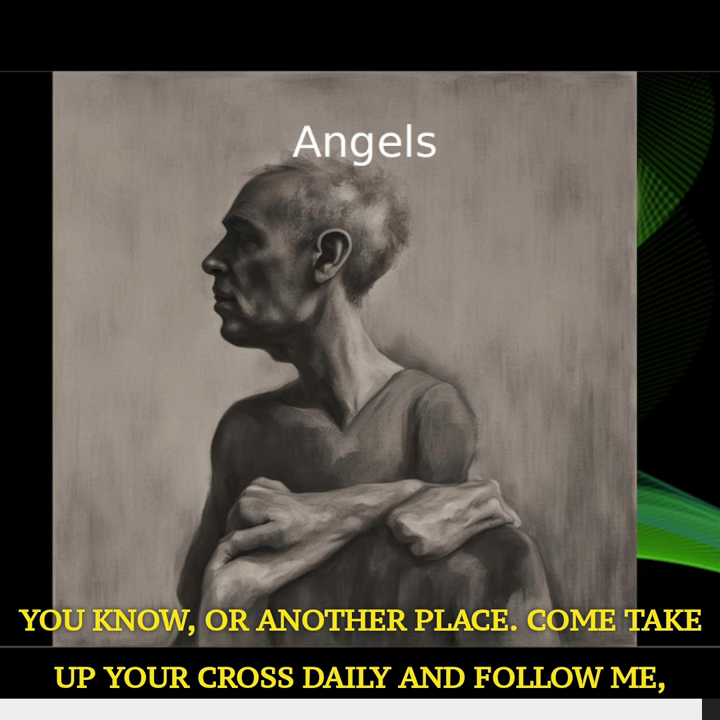 Angels
YOU KNOW, OR ANOTHER PLACE. COME TAKE
UP YOUR CROSS DAILY AND FOLLOW ME,